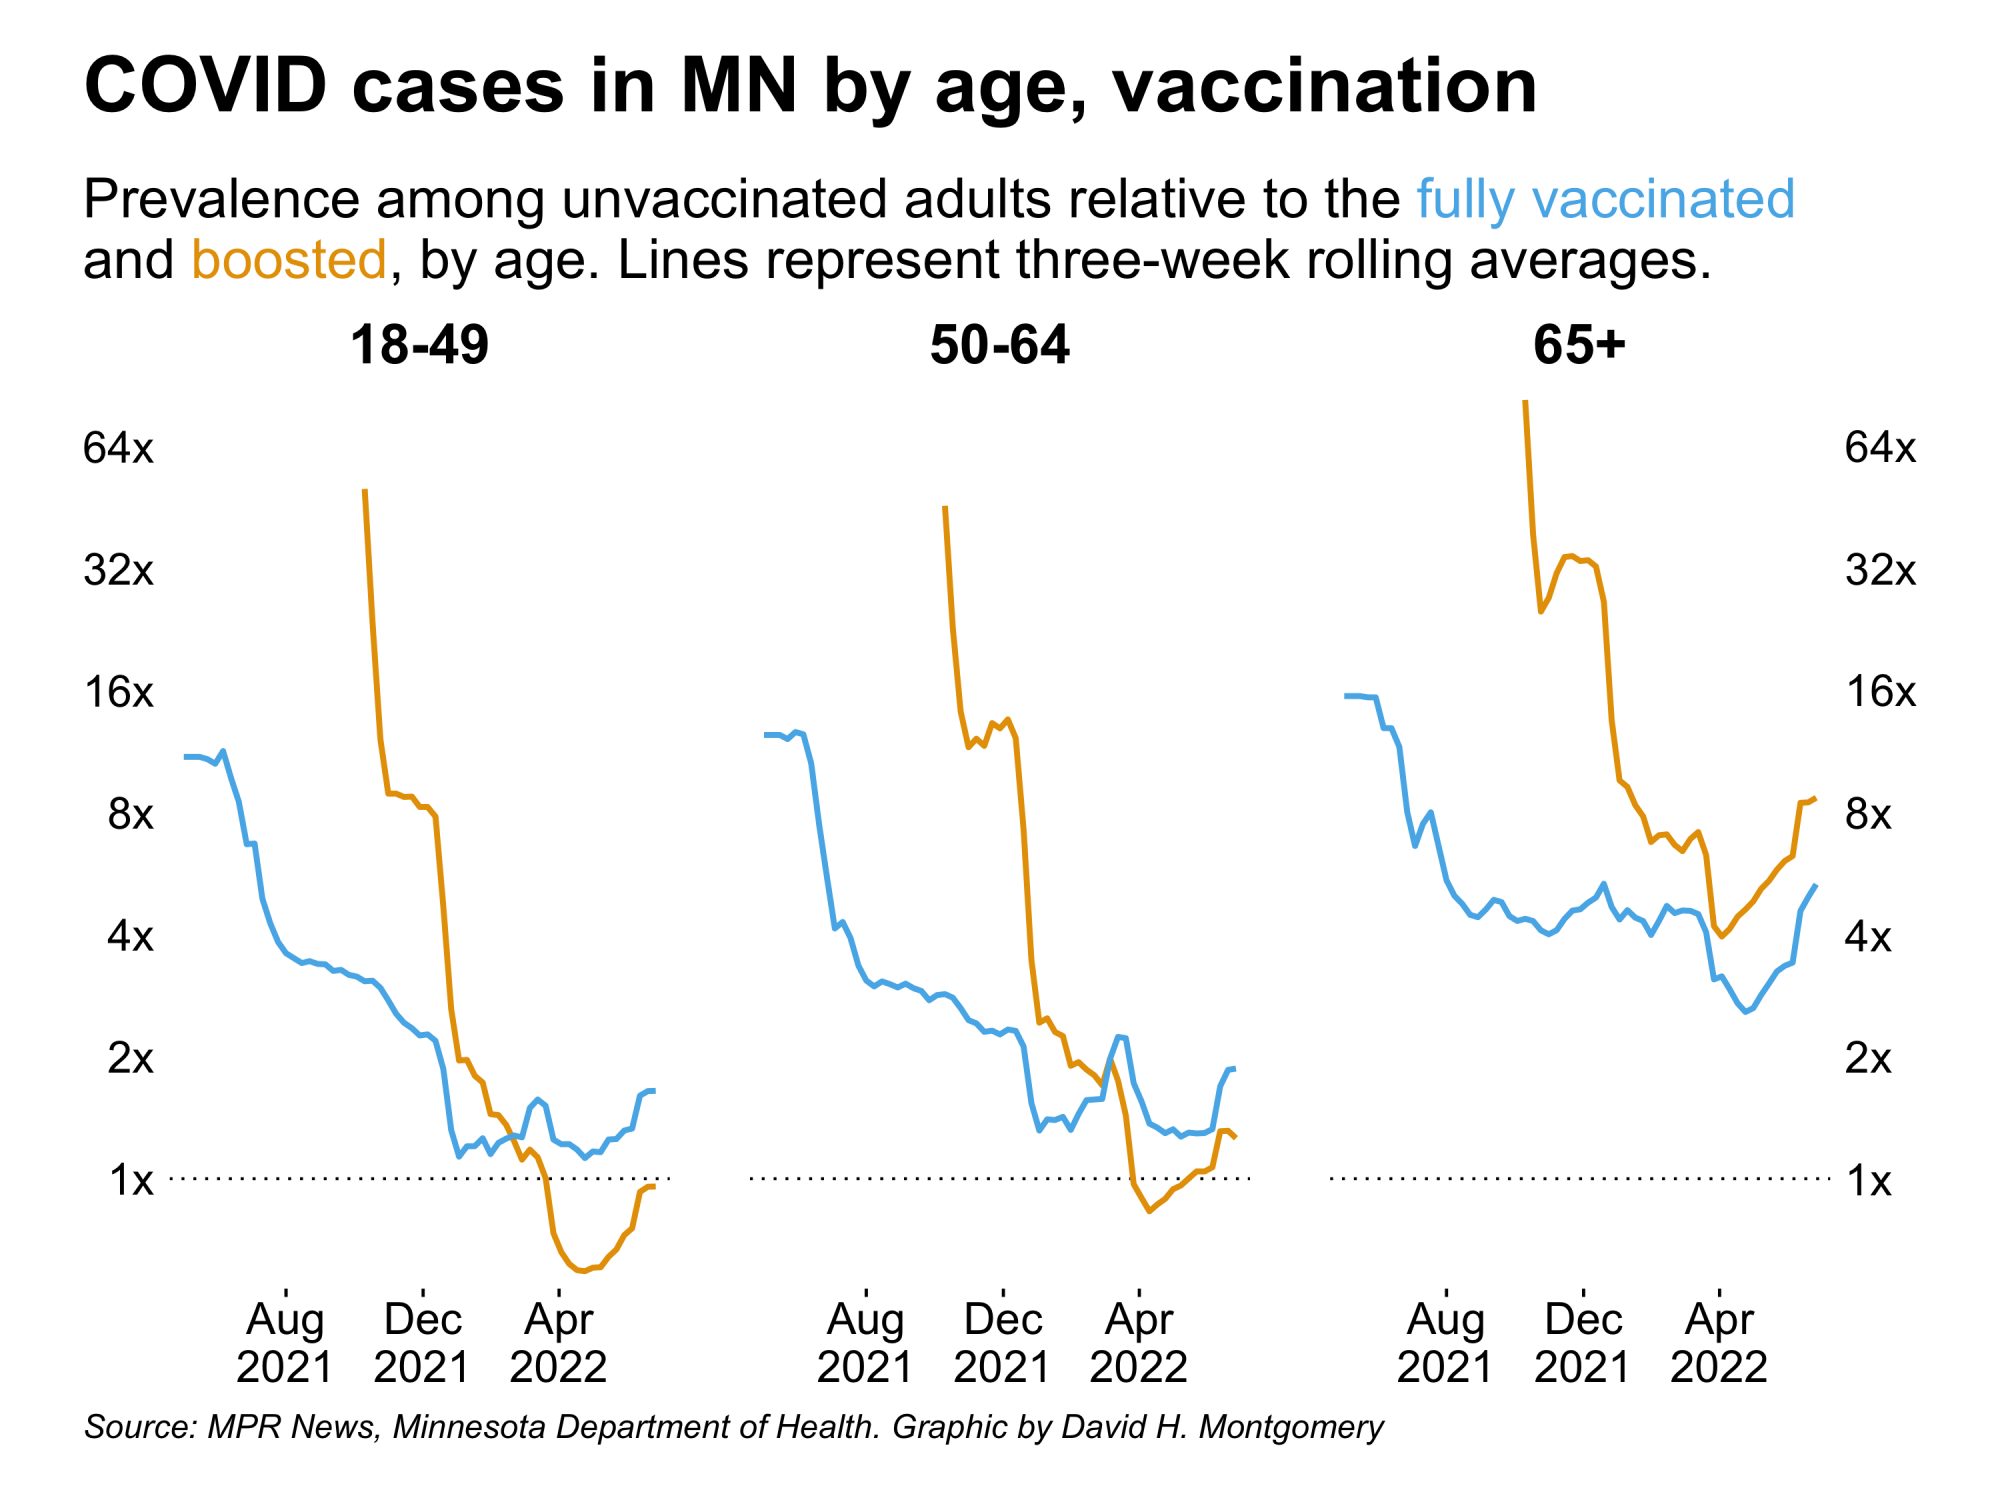 COVID cases in MN by age, vaccination
Prevalence among unvaccinated adults relative to the fully vaccinated
and boosted, by age. Lines represent three-week rolling averages.
18-49
50-64
65+
64x
32x
16x
8x
4x
2x
1x
64x
32x
16x
8x
4x
2x
1x
Aug
2021
Dec
2021
Apr
2022
Aug
2021
Dec
2021
Apr
2022
Aug
2021
Dec
2021
Apr
2022
Source: MPR News, Minnesota Department of Health. Graphic by David H. Montgomery